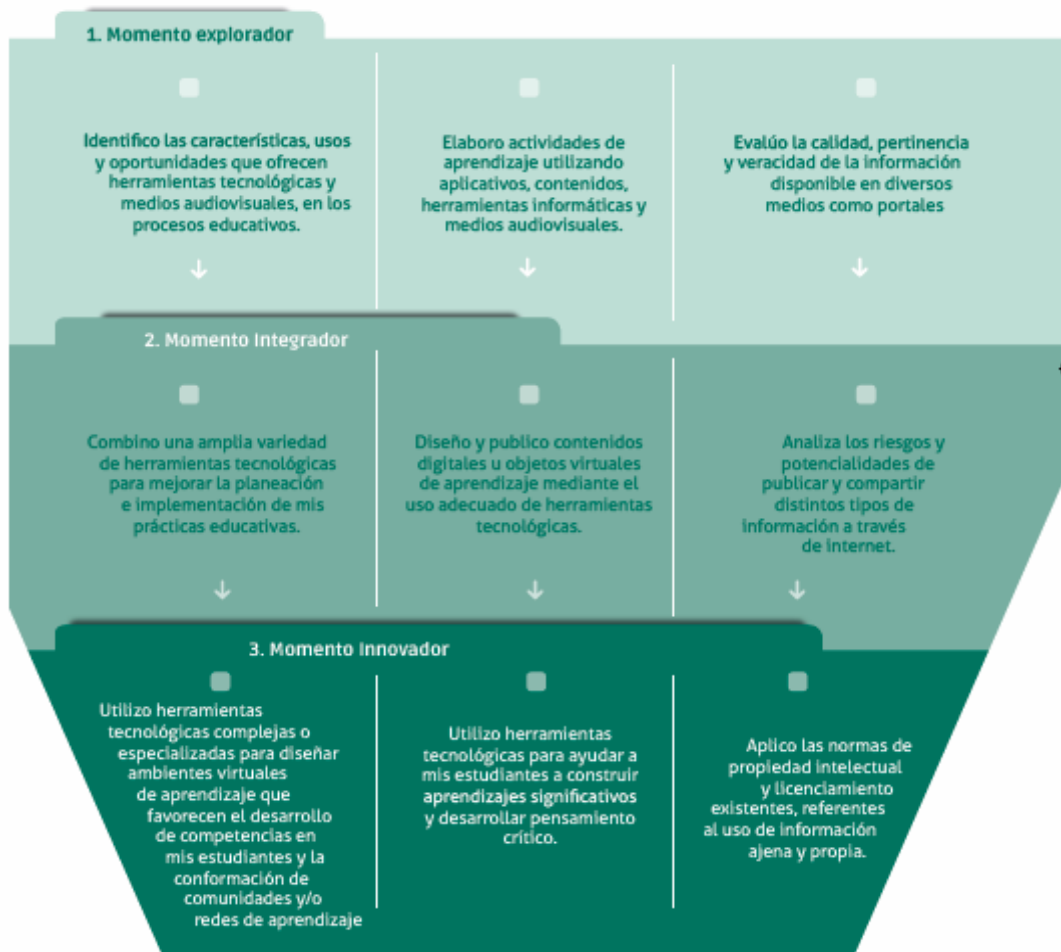 1. Momento explorador
Identifico las características, usos
y oportunidades que ofrecen
herramientas tecnológicas y
medios audiovisuales, en los
procesos educativos.
Elaboro actividades de
aprendizaje utilizando
aplicativos, contenidos,
herramientas informáticas y
medios audiovisuales.
Evalúo la calidad, pertinencia
y veracidad de la información
disponible en diversos
medios como portales
2. Momento Integrador
Combino una amplia variedad
de herramientas tecnológicas
para mejorar la planeación
e implementación de mis
prácticas educativas.
Diseño y publico contenidos
digitales u objetos virtuales
de aprendizaje mediante el
uso adecuado de herramientas
tecnológicas.
Analiza los riesgos y
potencialidades de
publicar y compartir
distintos tipos de
información a través
de internet.
3. Momento Innovador
Utilizo herramientas
tecnológicas complejas o
especializadas para diseñar
ambientes virtuales
de aprendizaje que
favorecen el desarrollo
de competencias en
mis estudiantes y la
conformación de
comunidades y/o
redes de aprendizaje
Utilizo herramientas
tecnológicas para ayudar a
mis estudiantes a construir
aprendizajes significativos
y desarrollar pensamiento
crítico.
Aplico las normas de
propiedad intelectual
y licenciamiento
existentes, referentes
al uso de información
ajena y propia.